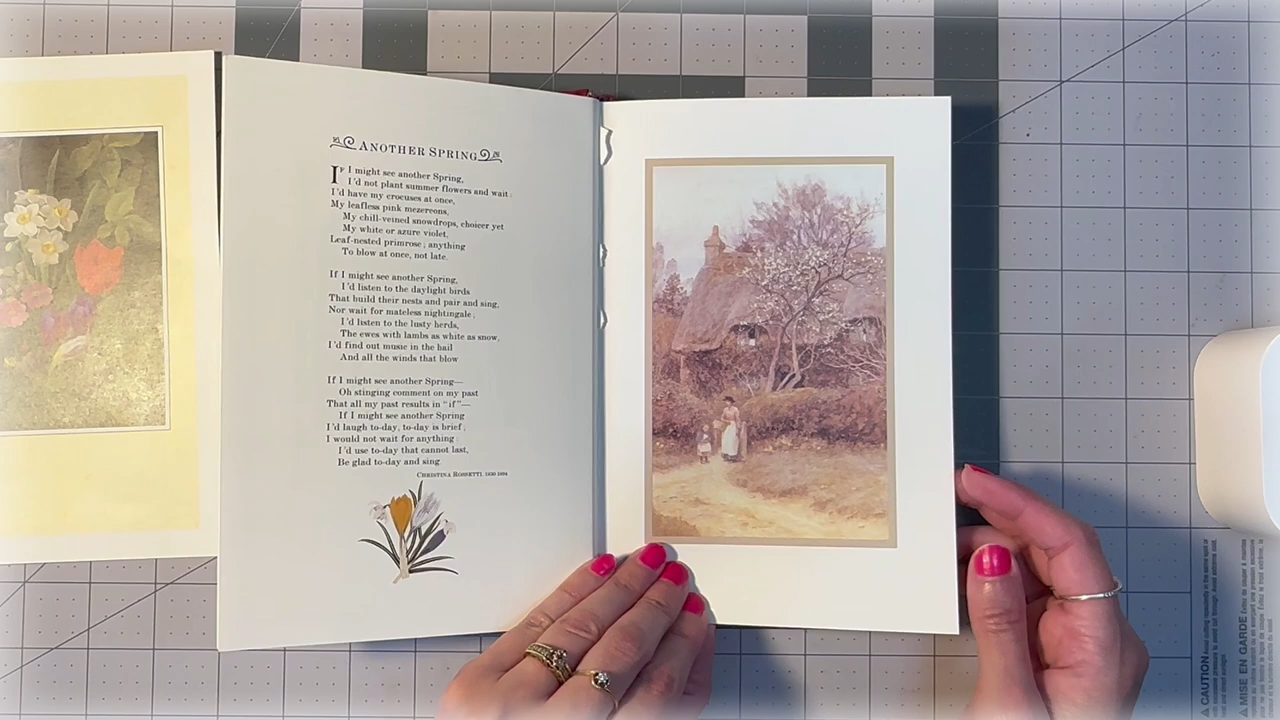 ANOTHER SPRING
If I might see another Spring,
I'd not plant summer flowers and wait:
I'd have my crocuses at once,
My leafless pink mezereons,
My chill-veined snowdrops, choicer yet
My white or azure violet,
Leaf-nested primrose; anything
To blow at once, not late.
If I might see another Spring,
I'd listen to the daylight birds
That build their nests and pair and sing,
Nor wait for mateless nightingale;
I'd listen to the lusty herds,
The ewes with lambs as white as snow,
I'd find out music in the hail
And all the winds that blow
If I might see another Spring—
Oh stinging comment on my past
That all my past results in "if"—
If I might see another Spring
I'd laugh to-day, to-day is brief;
I would not wait for anything:
I'd use to-day that cannot last,
Be glad to-day and sing
CHRISTINA ROSSETTI, 1830 1894
CAUTION
MISE EN GARDE